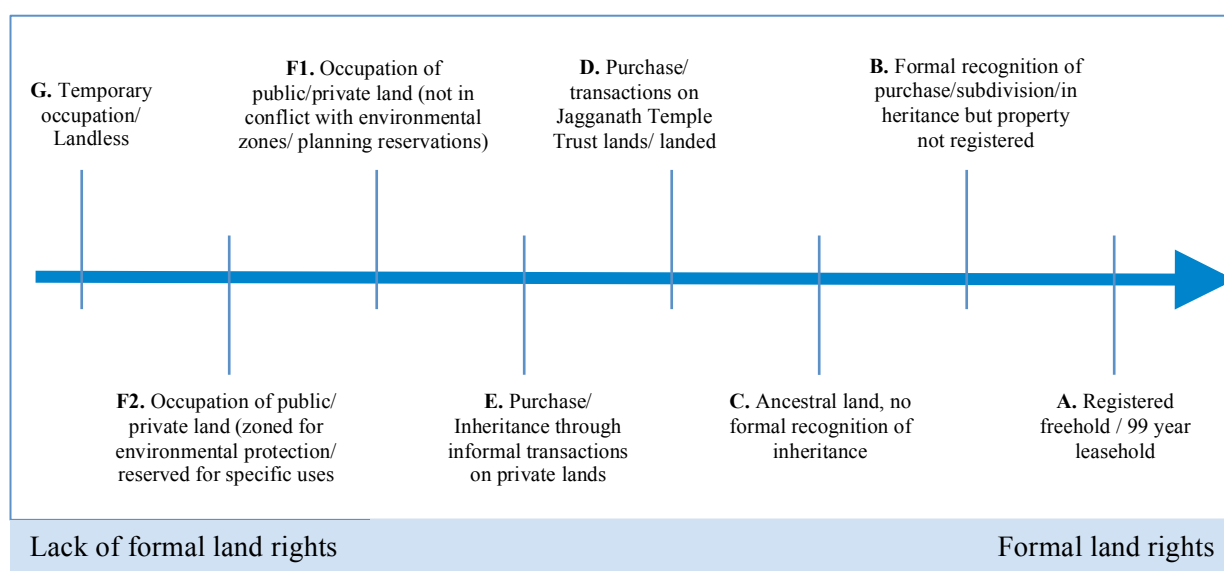 G. Temporary
occupation/
Landless
F1. Occupation of
public/private land (not in
conflict with environmental
zones/ planning reservations)
D. Purchase/
transactions on
Jagganath Temple
Trust lands/ landed
B. Formal recognition of
purchase/subdivision/in
heritance but property
not registered
F2. Occupation of public/
private land (zoned for
environmental protection/
reserved for specific uses
E. Purchase/
Inheritance through
informal transactions
on private lands
C. Ancestral land, no
formal recognition of
inheritance
A. Registered
freehold / 99 year
leasehold
Lack of formal land rights
Formal land rights